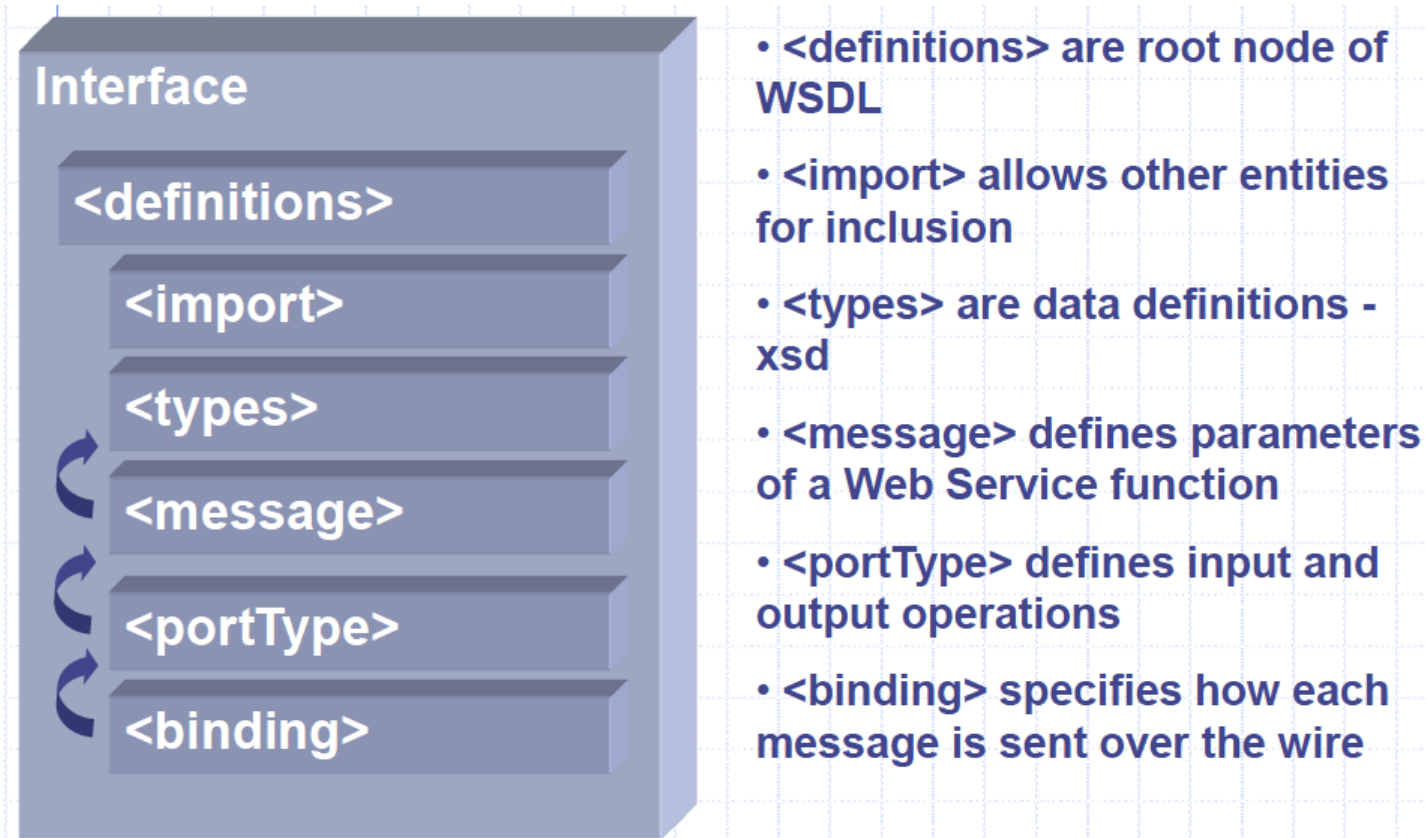 Interface
<definitions>
<import>
<types>
<message>
<portType>
<binding>
• <definitions> are root node of
WSDL
• <import> allows other entities
for inclusion
• <types> are data definitions -
xsd
• <message> defines parameters
of a Web Service function
• <portType> defines input and
output operations
• <binding> specifies how each
message is sent over the wire